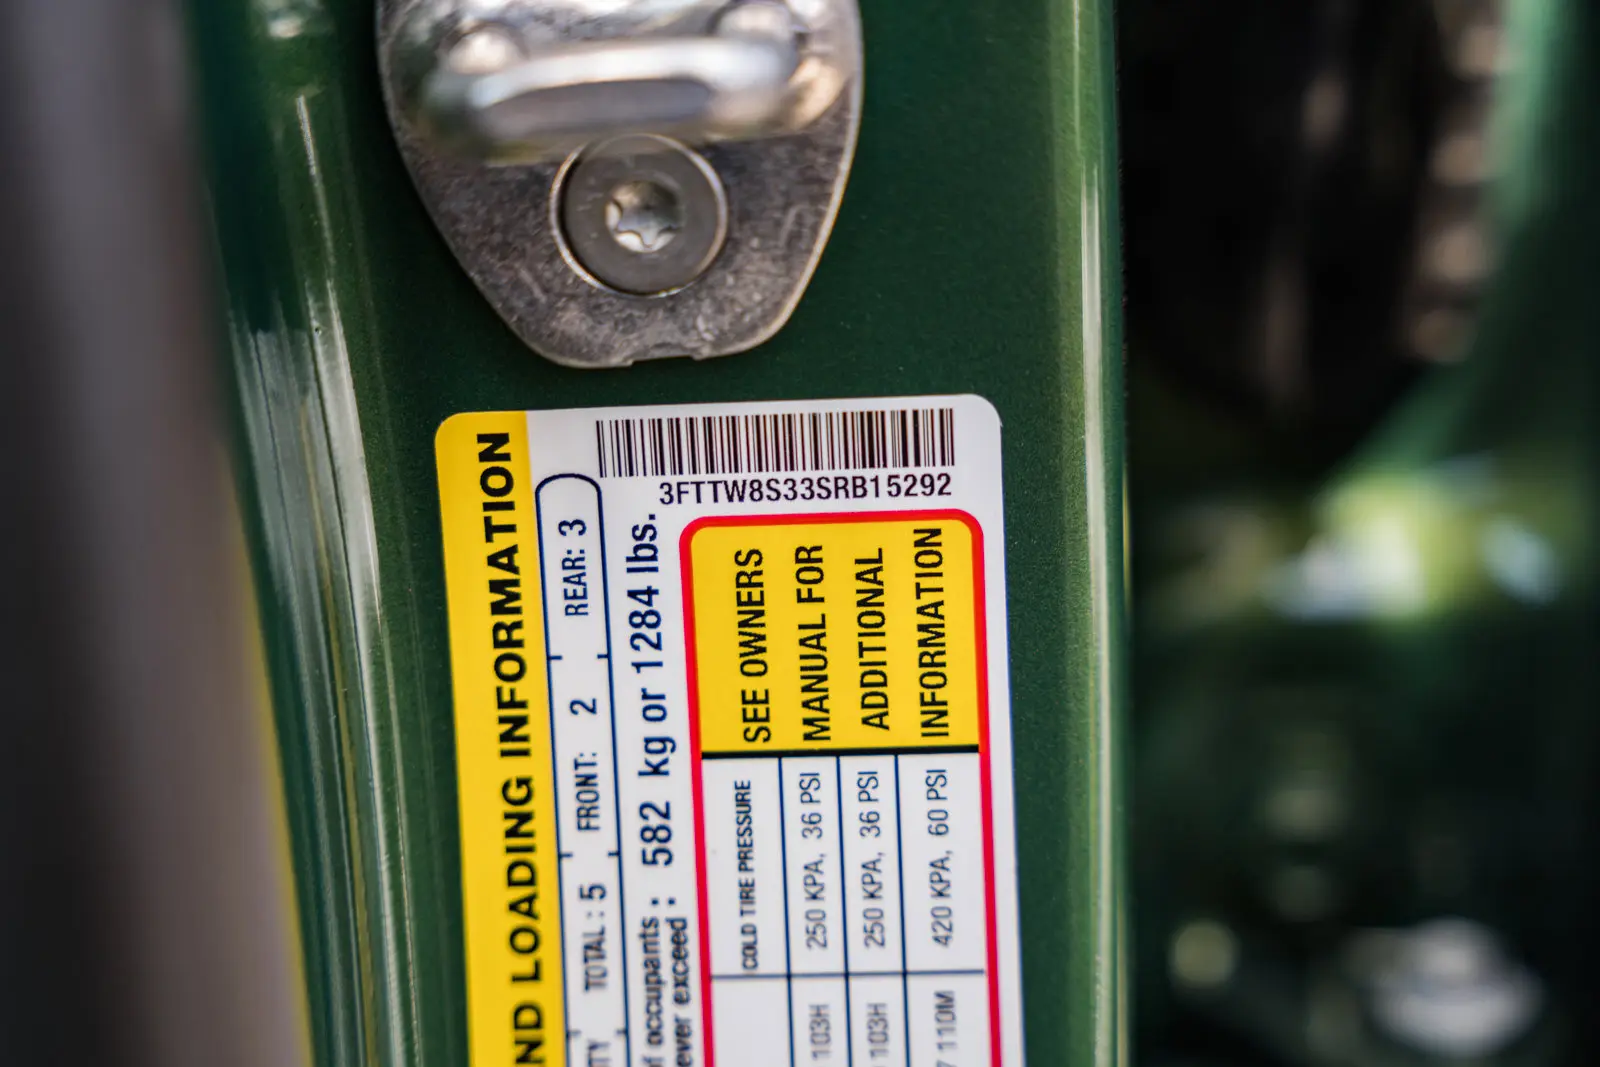 3FTTW8S33SRB15292
ND LOADING INFORMATION
TY TOTAL : 5 FRONT: 2 REAR: 3
f occupants :
ever exceed : 582 kg or 1284 lbs.
COLD TIRE PRESSURE SEE OWNERS
103H 250 KPA, 36 PSI MANUAL FOR
103H 250 KPA, 36 PSI ADDITIONAL
7 110M 420 KPA, 60 PSI INFORMATION